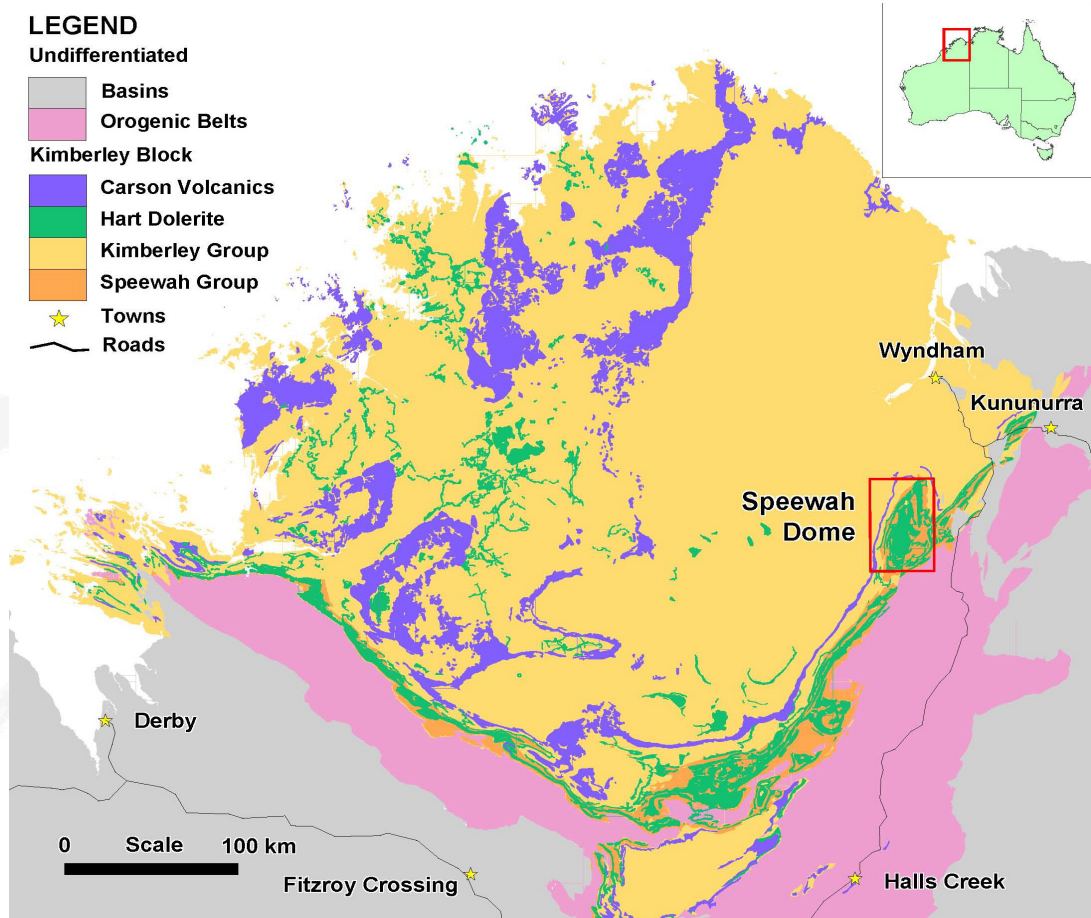 LEGEND
Undifferentiated
Basins
Orogenic Belts
Kimberley Block
Carson Volcanics
Hart Dolerite
Kimberley Group
Speewah Group
Towns
Roads
Wyndham
Kununurra
Speewah
Dome
Derby
0 Scale 100 km
Fitzroy Crossing
Halls Creek